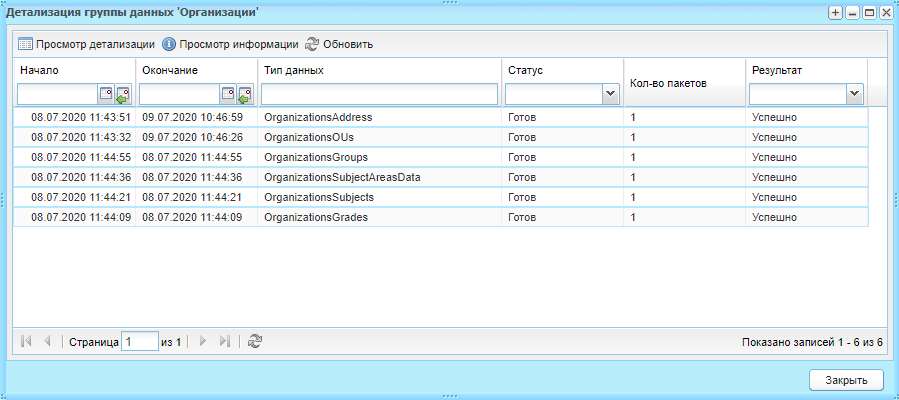 Детализация группы данных 'Организации'
Просмотр детализации Просмотр информации Обновить
Начало Окончание Тип данных Статус Кол-во пакетов Результат
08.07.2020 11:43:51 09.07.2020 10:46:59 OrganizationsAddress Готов 1 Успешно
08.07.2020 11:43:32 09.07.2020 10:46:26 OrganizationsOUs Готов 1 Успешно
08.07.2020 11:44:55 08.07.2020 11:44:55 OrganizationsGroups Готов 1 Успешно
08.07.2020 11:44:36 08.07.2020 11:44:36 OrganizationsSubjectAreasData Готов 1 Успешно
08.07.2020 11:44:21 08.07.2020 11:44:21 OrganizationsSubjects Готов 1 Успешно
08.07.2020 11:44:09 08.07.2020 11:44:09 OrganizationsGrades Готов 1 Успешно
Страница 1 из 1 Показано записей 1 - 6 из 6
Закрыть